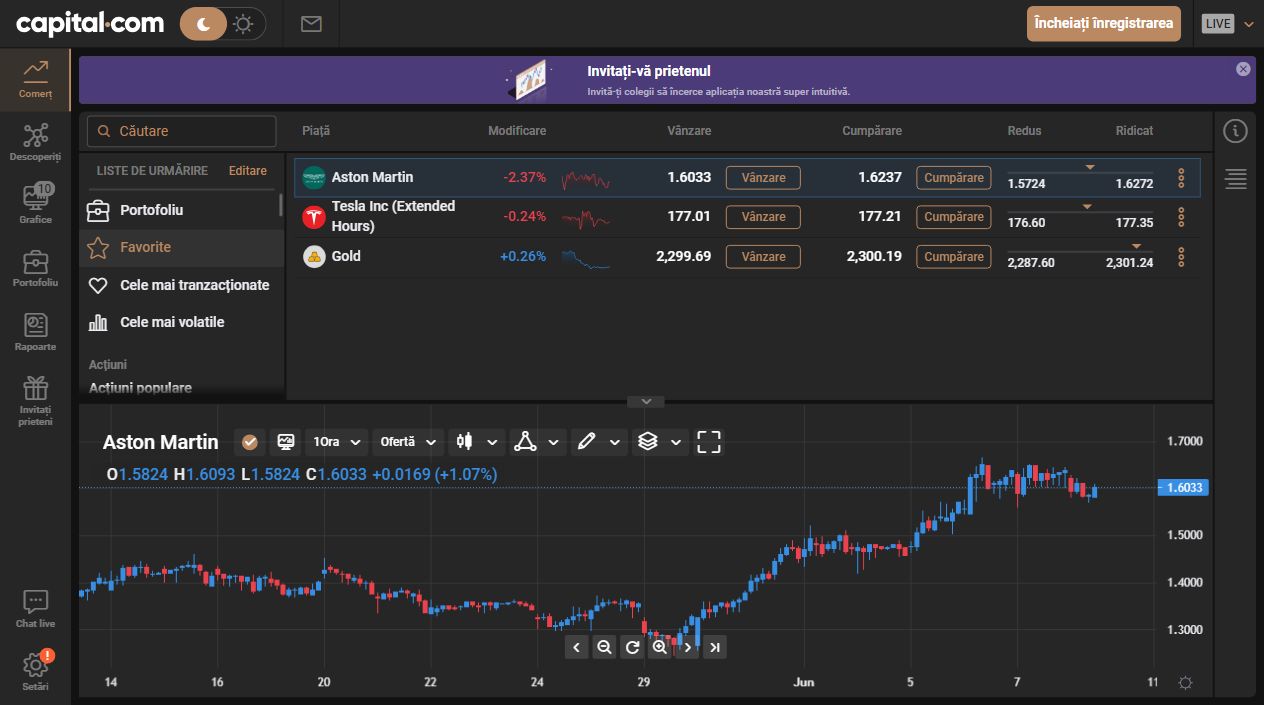 capital.com
Încheiați înregistrarea
LIVE
Comerț
Descoperiți
10
Grafice
Portofoliu
Rapoarte
Invitați
prieteni
Chat live
!
Setări
Invitați-vă prietenul
Invită-ți colegii să încerce aplicația noastră super intuitivă.
Căutare
LISTE DE URMĂRIRE Editare
Portofoliu
Favorite
Cele mai tranzacționate
Cele mai volatile
Acțiuni
Acțiuni populare
Piață Modificare Vânzare Cumpărare Redus Ridicat
Aston Martin -2.37% 1.6033 Vânzare 1.6237 Cumpărare 1.5724 1.6272
Tesla Inc (Extended
Hours) -0.24% 177.01 Vânzare 177.21 Cumpărare 176.60 177.35
Gold +0.26% 2,299.69 Vânzare 2,300.19 Cumpărare 2,287.60 2,301.24
Aston Martin 1Ora Ofertă
O1.5824 H1.6093 L1.5824 C1.6033 +0.0169 (+1.07%)
1.7000
1.6033
1.5000
1.4000
1.3000
14 16 20 22 24 29 Jun 5 7 11